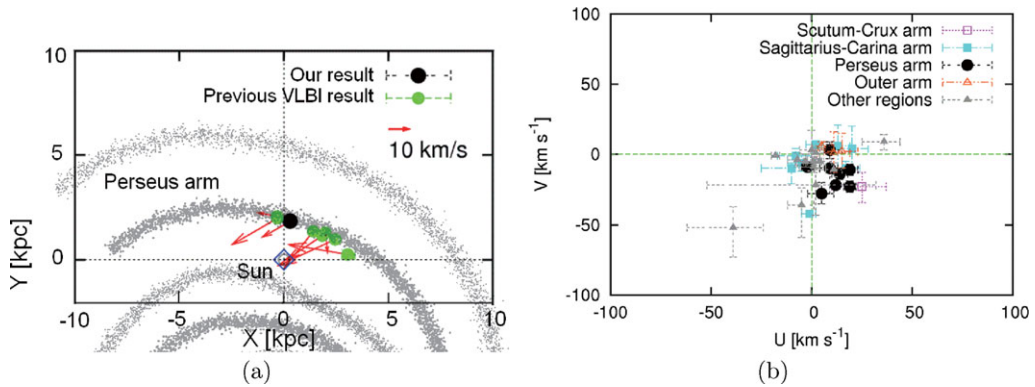 10
Our result
Previous VLBI result
10 km/s
5
Perseus arm
0
Sun
Y [kpc]
-10
-5
0
5
10
X [kpc]
(a)
100
Scutum-Crux arm
Sagittarius-Carina arm
Perseus arm
Outer arm
Other regions
50
0
-50
-100
V [km s-1]
-100
-50
0
50
100
U [km s-1]
(b)